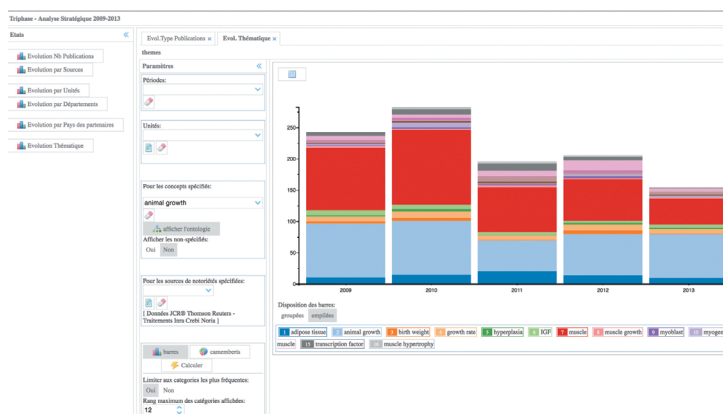 Triphase - Analyse Stratégique 2009-2013
Etats
Evolution Nb Publications
Evolution par Sources
Evolution par Unités
Evolution par Départements
Evolution par Pays des partenaires
Evolution Thématique
Evol.Type Publications x
Evol. Thématique x
themes
Paramètres
Périodes:
Unités:
Pour les concepts spécifiés:
animal growth
afficher l'ontologie
Afficher les non-spécifiés:
Oui Non
Pour les sources de notoriétés spécifiées:
[ Données JCR® Thomson Reuters -
Traitements Inra Crebi Noria ]
barres camemberts
Calculer
Limiter aux categories les plus fréquentes:
Oui Non
Rang maximum des catégories affichées:
12
250
200
150
100
50
0
2009 2010 2011 2012 2013
Disposition des barres:
groupées empilées
1 adipose tissue 2 animal growth 3 birth weight 4 growth rate 5 hyperplasia 6 IGF 7 muscle 8 muscle growth 9 myoblast 10 myogen
muscle 15 transcription factor muscle hypertrophy